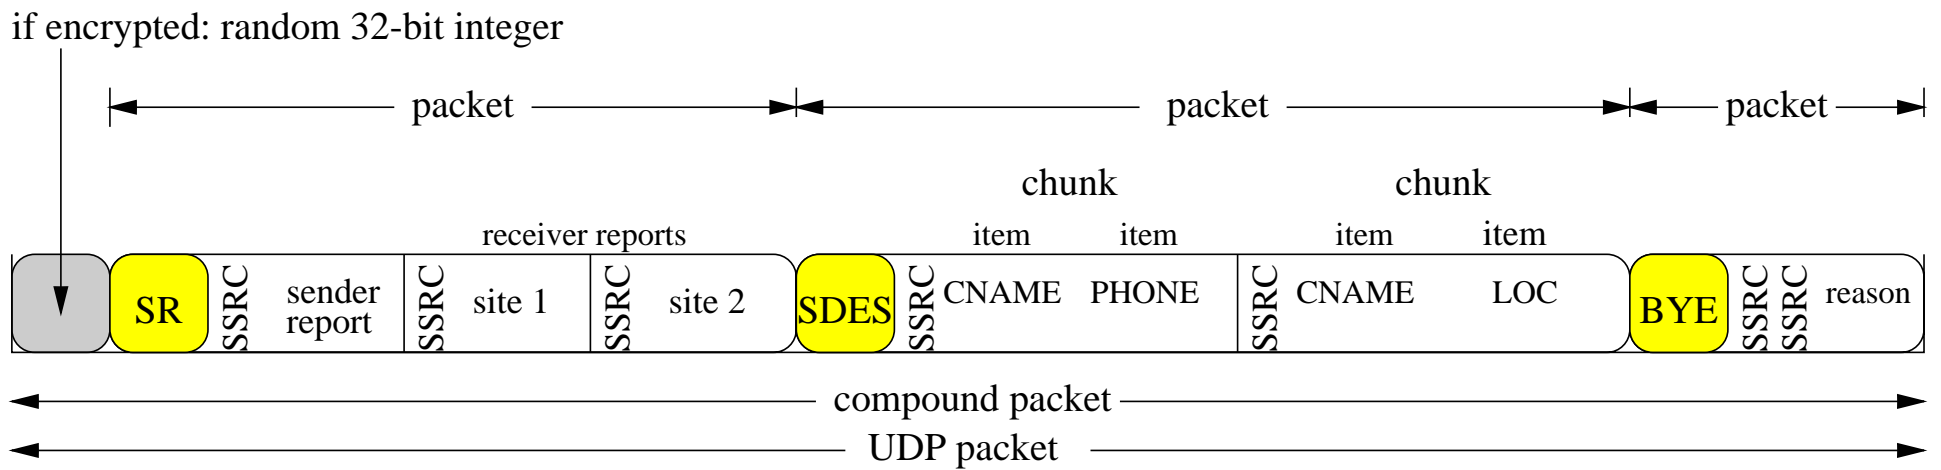 if encrypted: random 32-bit integer
packet packet packet
chunk chunk
receiver reports item item item item
SR SSRC sender report SSRC site 1 SSRC site 2 SDES SSRC CNAME PHONE SSRC CNAME LOC BYE SSRC SSRC reason
compound packet
UDP packet